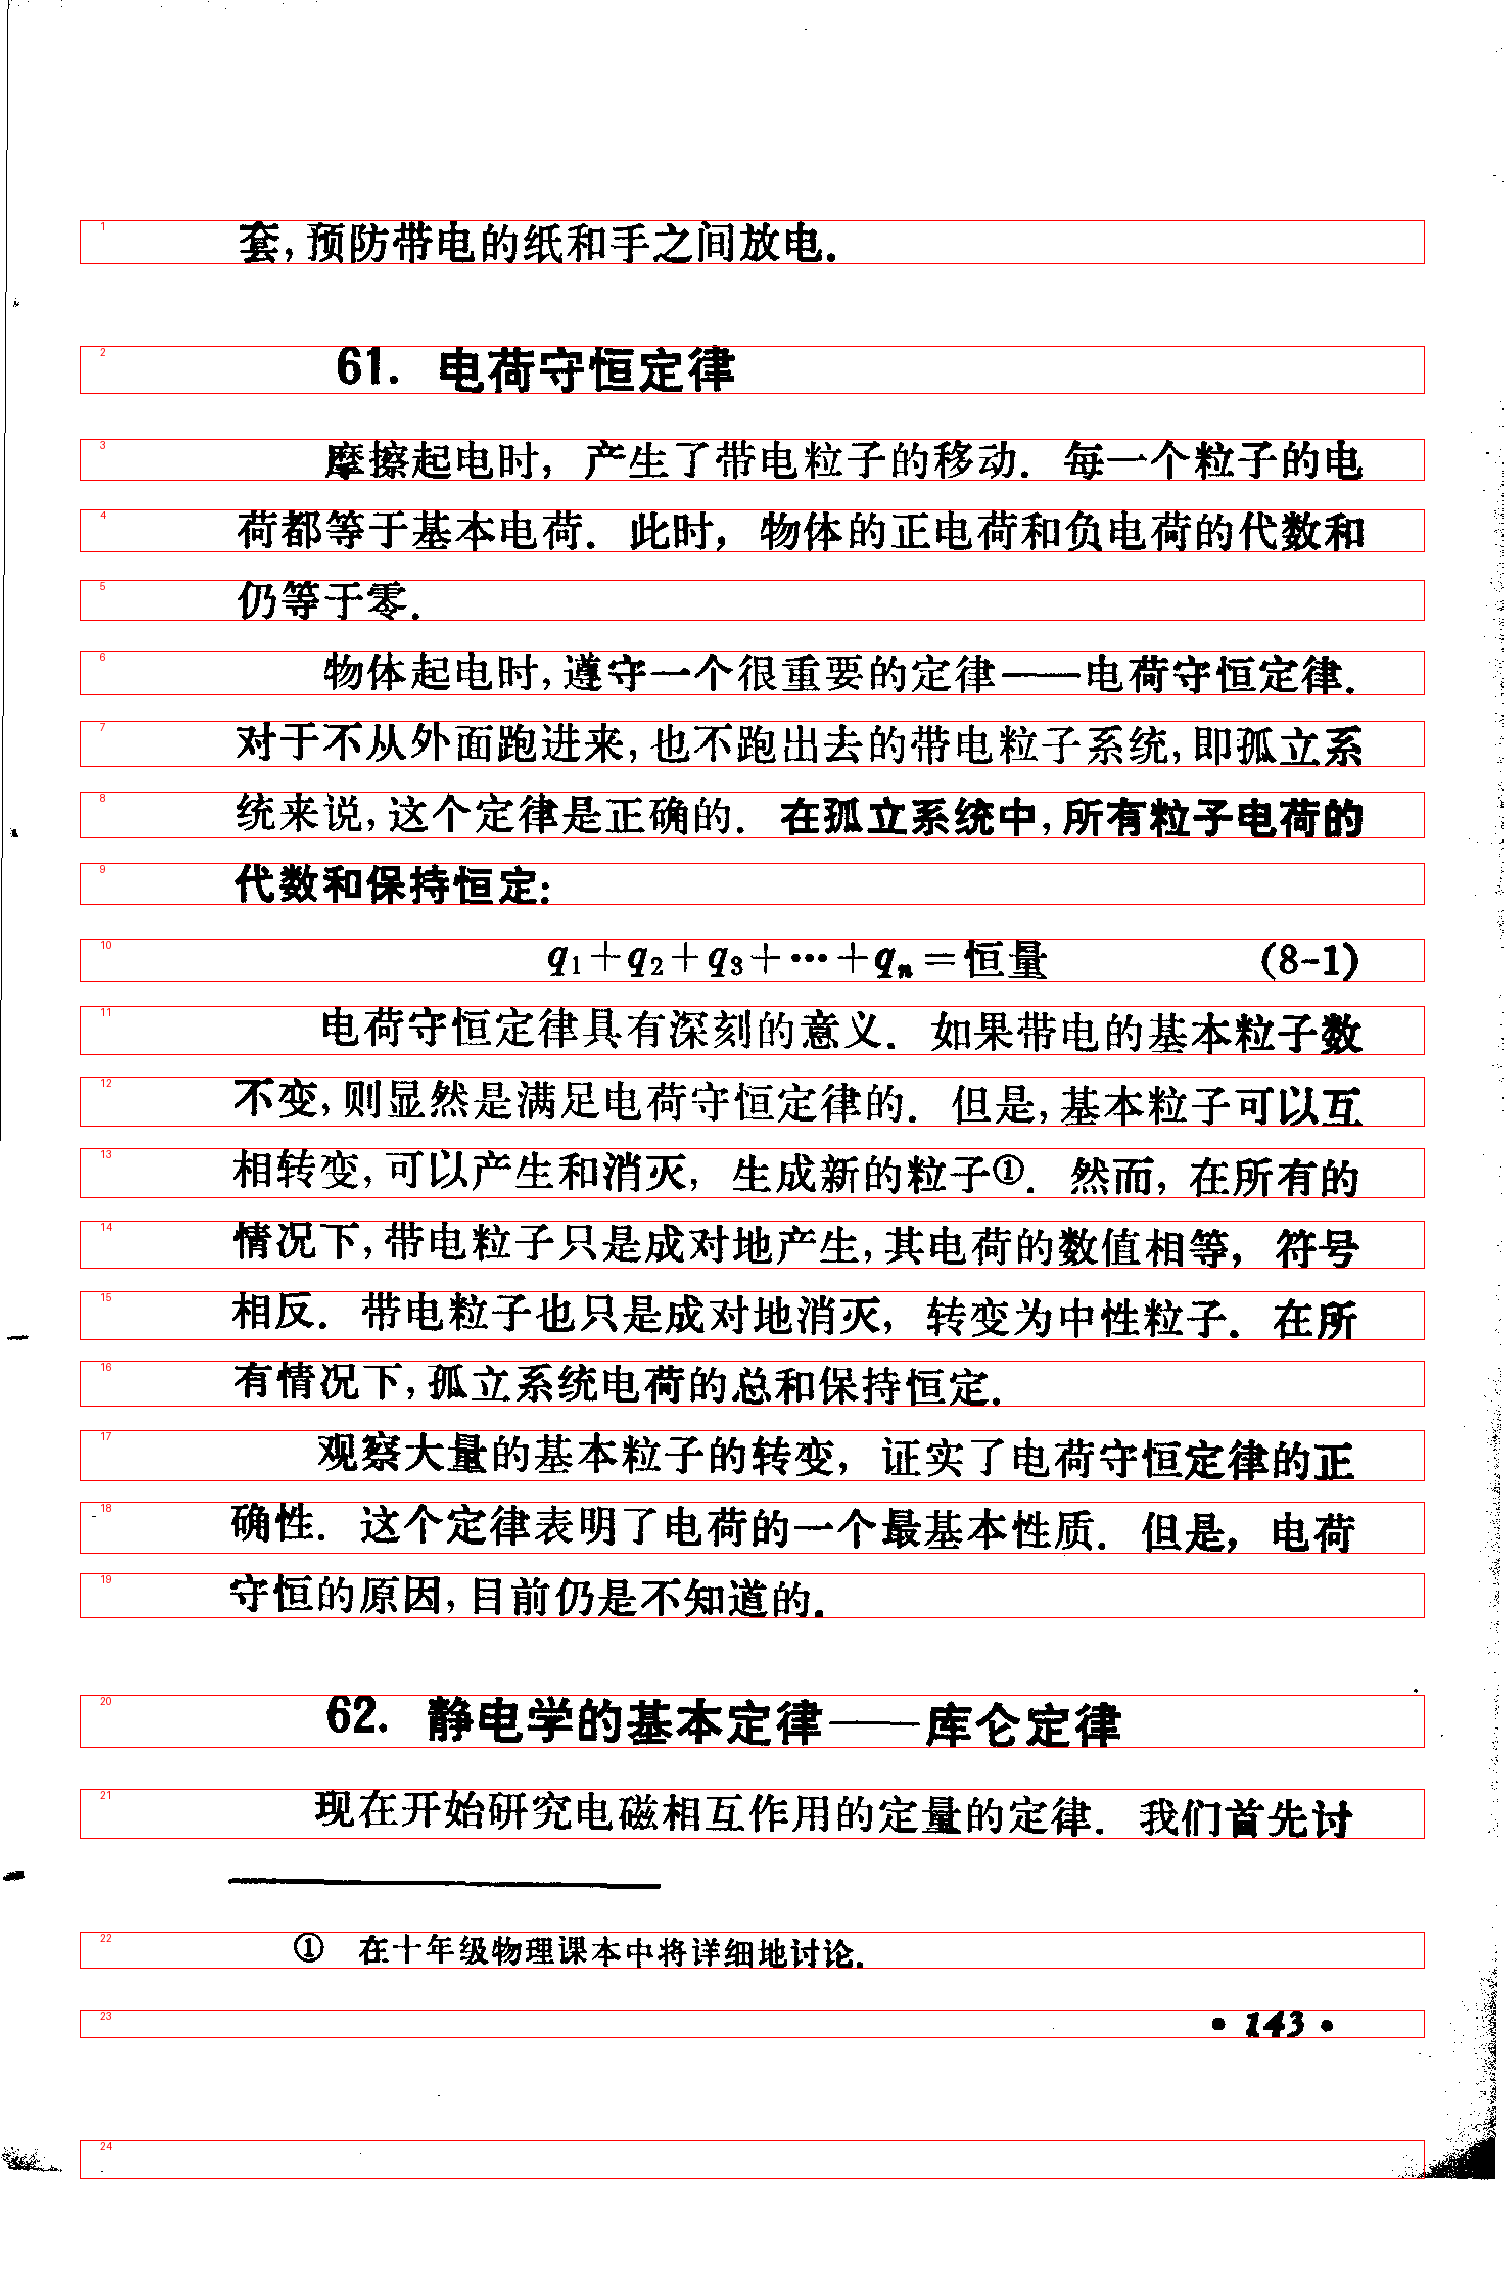 套,预防带电的纸和手之间放电.
61. 电荷守恒定律
摩擦起电时, 产生了带电粒子的移动. 每一个粒子的电
荷都等于基本电荷. 此时, 物体的正电荷和负电荷的代数和
仍等于零.
物体起电时,遵守一个很重要的定律——电荷守恒定律.
对于不从外面跑进来,也不跑出去的带电粒子系统,即孤立系
统来说,这个定律是正确的. 在孤立系统中,所有粒子电荷的
代数和保持恒定:
q₁+q₂+q₃+…+qₙ=恒量 (8-1)
电荷守恒定律具有深刻的意义. 如果带电的基本粒子数
不变,则显然是满足电荷守恒定律的. 但是,基本粒子可以互
相转变,可以产生和消灭, 生成新的粒子①. 然而, 在所有的
情况下,带电粒子只是成对地产生,其电荷的数值相等, 符号
相反. 带电粒子也只是成对地消灭, 转变为中性粒子. 在所
有情况下,孤立系统电荷的总和保持恒定.
观察大量的基本粒子的转变, 证实了电荷守恒定律的正
确性. 这个定律表明了电荷的一个最基本性质. 但是, 电荷
守恒的原因,目前仍是不知道的.
62. 静电学的基本定律——库仑定律
现在开始研究电磁相互作用的定量的定律. 我们首先讨
① 在十年级物理课本中将详细地讨论.
• 143 •